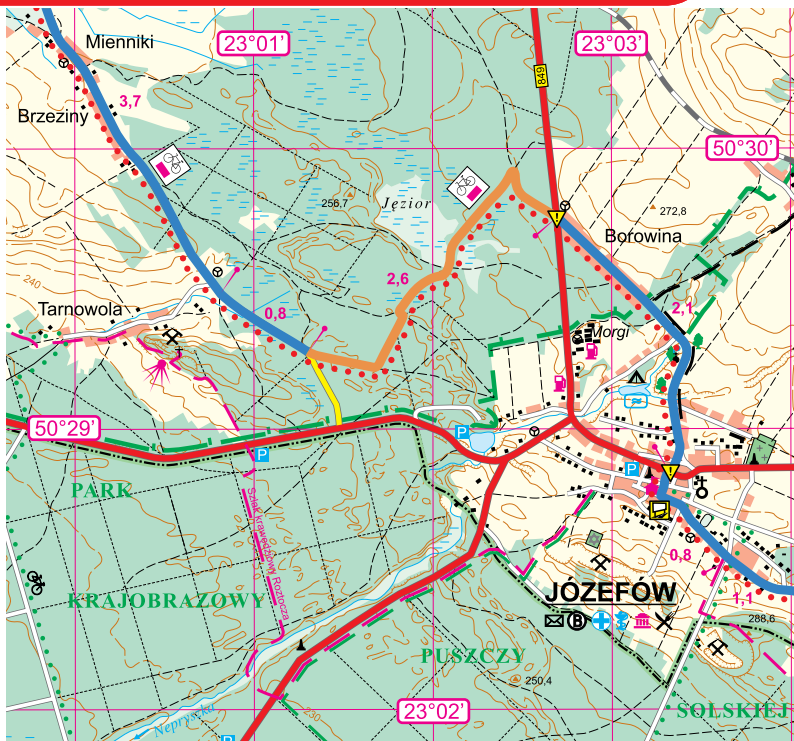 Mienniki
23°01'
23°03'
849
3,7
Brzeziny
50°30'
256,7
Jęzior
272,8
Borowina
240
2,6
Tarnowola
0,8
2,1
Morgi
50°29'
P
P
P
PARK
Szlak Krawędziowy Roztocza
0,8
JÓZEFÓW
1,1
KRAJOBRAZOWY
B
288,6
PUSZCZY
250,4
23°02'
230
SOLSKIEJ
Nepryszka
P